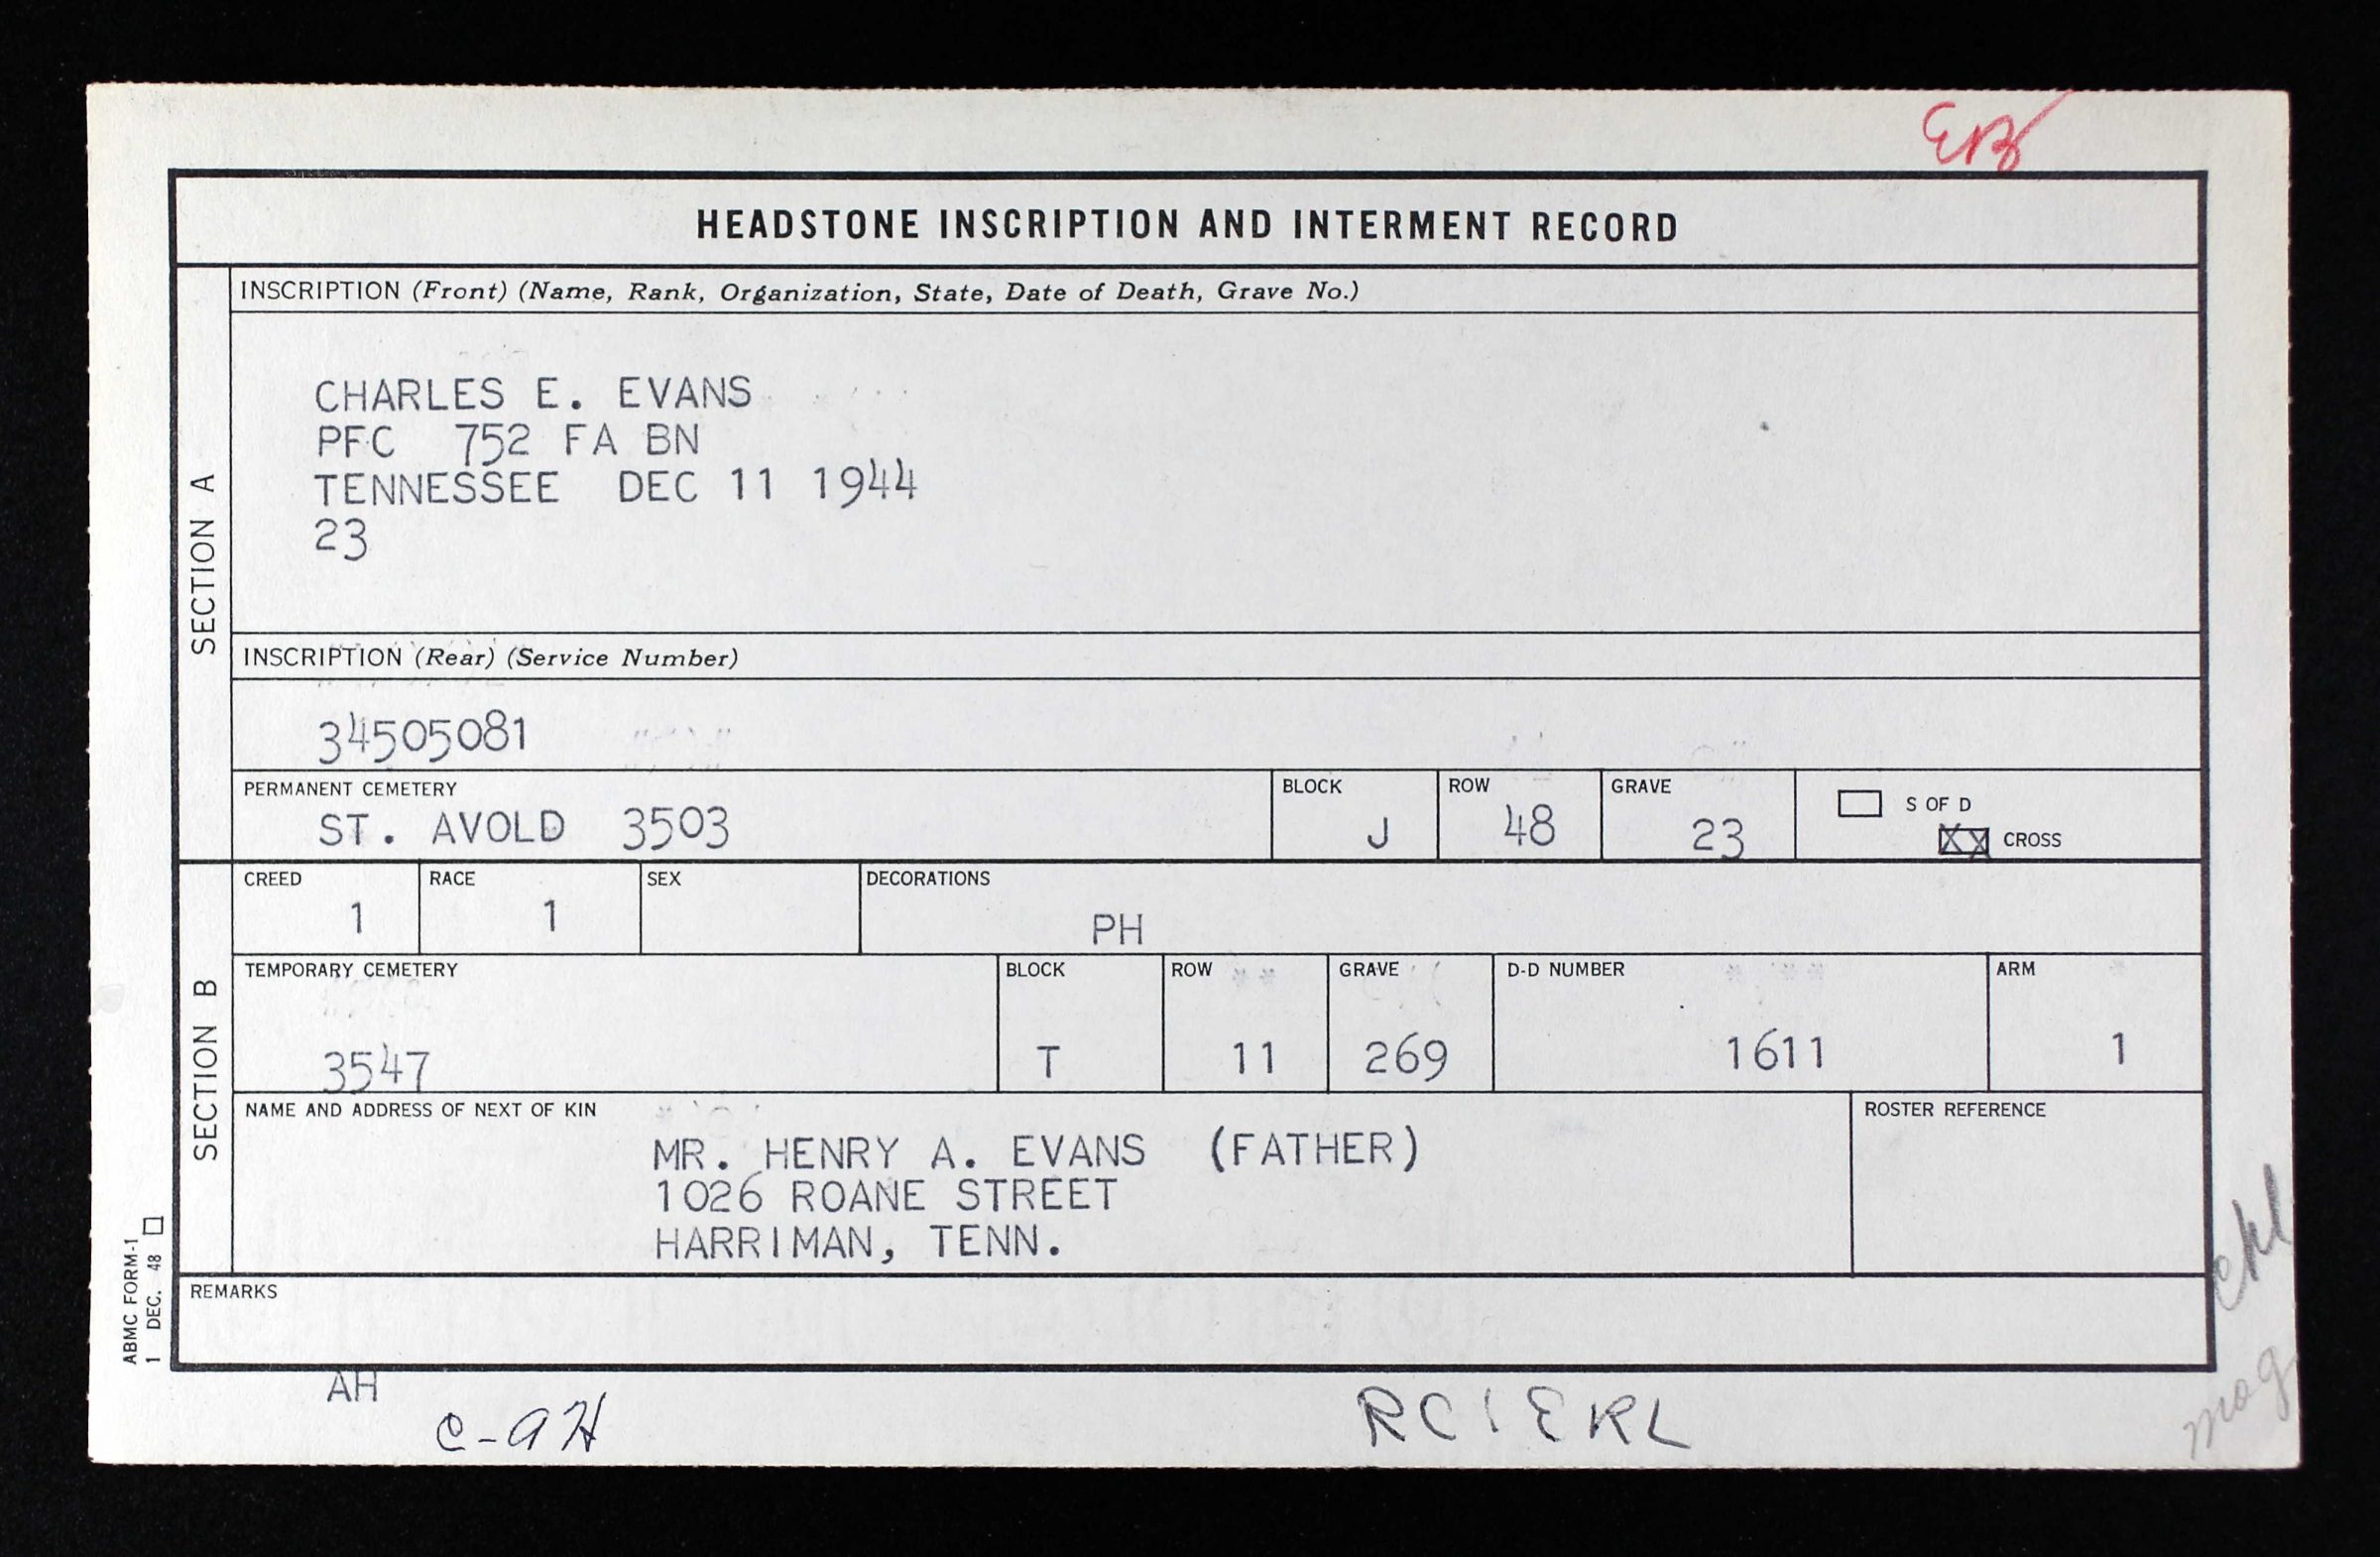 EB
HEADSTONE INSCRIPTION AND INTERMENT RECORD
SECTION A
INSCRIPTION (Front) (Name, Rank, Organization, State, Date of Death, Grave No.)
CHARLES E. EVANS
PFC 752 FA BN
TENNESSEE DEC 11 1944
23
INSCRIPTION (Rear) (Service Number)
34505081
PERMANENT CEMETERY
ST. AVOLD 3503
BLOCK
J
ROW
48
GRAVE
23
S OF D
XX CROSS
SECTION B
CREED
1
RACE
1
SEX
DECORATIONS
PH
TEMPORARY CEMETERY
3547
BLOCK
T
ROW
11
GRAVE
269
D-D NUMBER
1611
ARM
1
NAME AND ADDRESS OF NEXT OF KIN
MR. HENRY A. EVANS (FATHER)
1026 ROANE STREET
HARRIMAN, TENN.
ROSTER REFERENCE
REMARKS
ABMC FORM-1
1 DEC. 48
AH
C-AH
mog